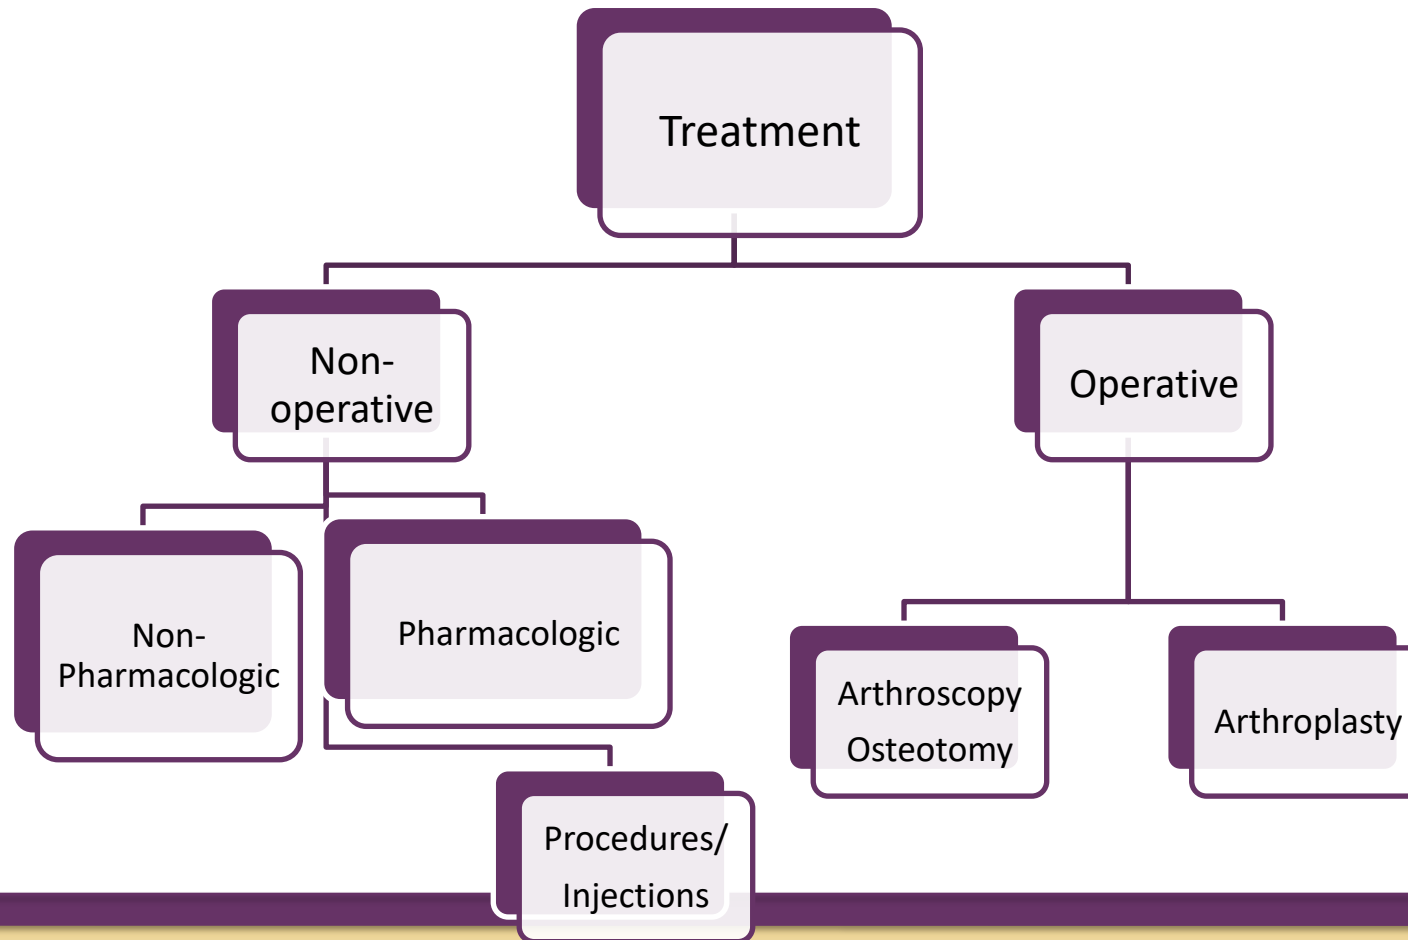 Treatment
Non-
operative
Operative
Non-
Pharmacologic
Pharmacologic
Procedures/
Injections
Arthroscopy
Osteotomy
Arthroplasty